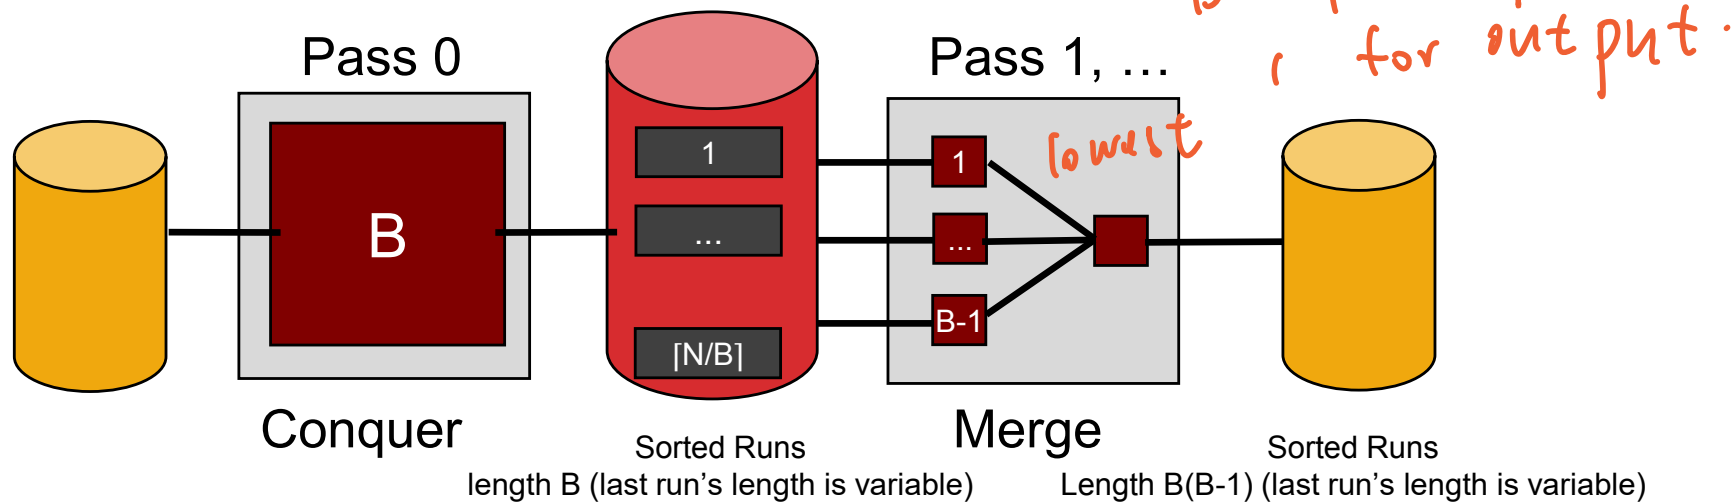 for output.
Pass 0
Pass 1, …
lowest
1
1
B
...
...
B-1
⌈N/B⌉
Conquer
Merge
Sorted Runs
length B (last run's length is variable)
Sorted Runs
Length B(B-1) (last run's length is variable)